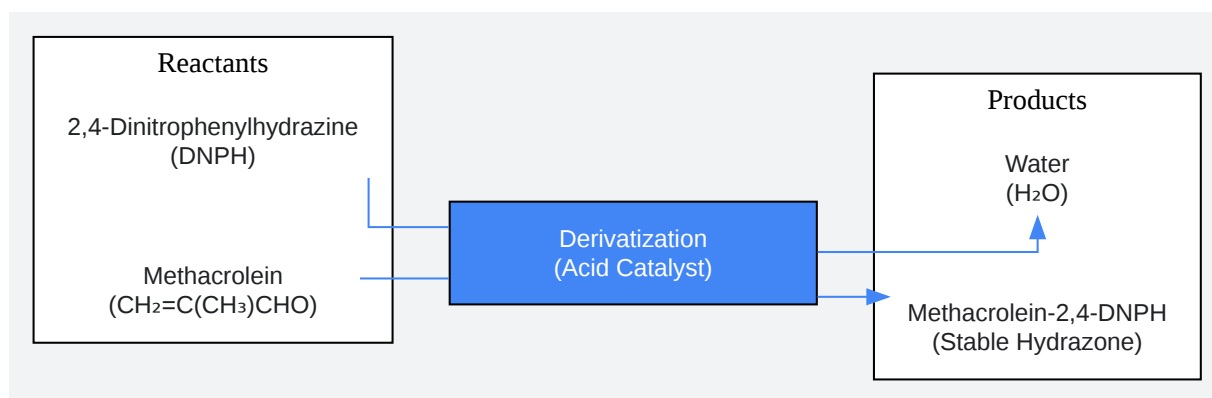 Reactants
2,4-Dinitrophenylhydrazine
(DNPH)
Methacrolein
(CH₂=C(CH₃)CHO)
Derivatization
(Acid Catalyst)
Products
Water
(H₂O)
Methacrolein-2,4-DNPH
(Stable Hydrazone)